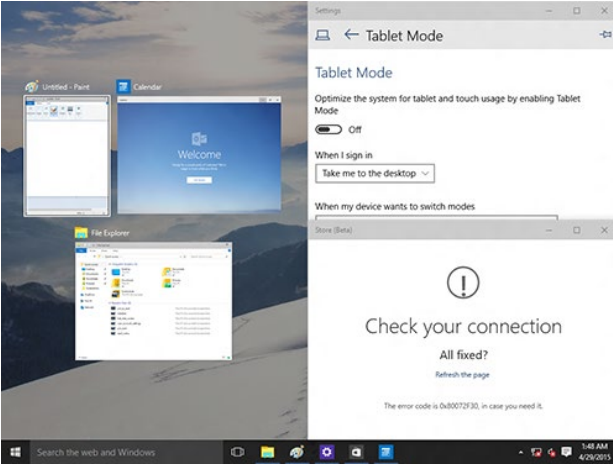 Untitled - Paint
Calendar
Welcome
File Explorer
Settings
Tablet Mode
Tablet Mode
Optimize the system for tablet and touch usage by enabling Tablet
Mode
Off
When I sign in
Take me to the desktop
When my device wants to switch modes
Store (Beta)
Check your connection
All fixed?
Refresh the page
The error code is 0x80072F30, in case you need it.
Search the web and Windows
1:48 AM
4/29/2015